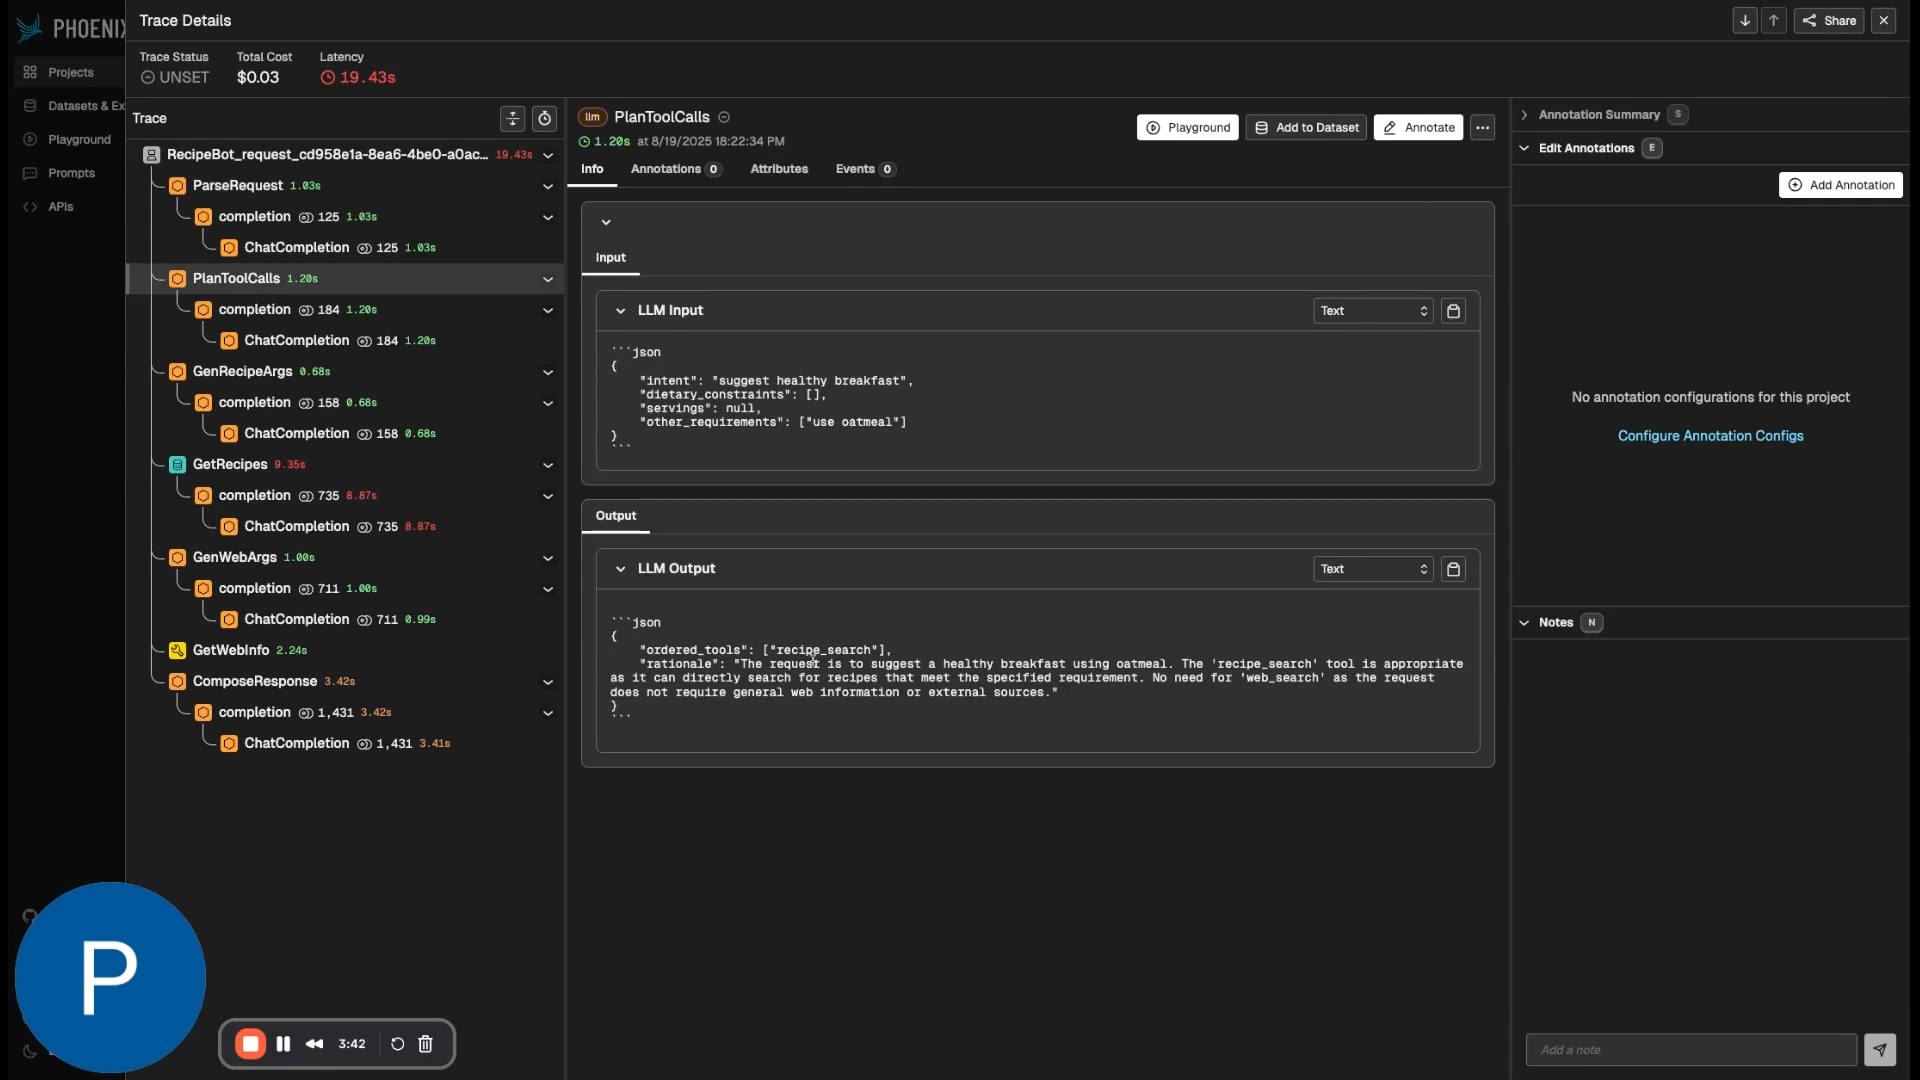 PHOENIX
Projects
Datasets & Ex
Playground
Prompts
APIs
Trace Details
Share
Trace Status
Total Cost
Latency
UNSET
$0.03
19.43s
Trace
RecipeBot_request_cd958e1a-8ea6-4be0-a0ac... 19.43s
ParseRequest 1.03s
completion 125 1.03s
ChatCompletion 125 1.03s
PlanToolCalls 1.20s
completion 184 1.20s
ChatCompletion 184 1.20s
GenRecipeArgs 0.68s
completion 158 0.68s
ChatCompletion 158 0.68s
GetRecipes 9.35s
completion 735 8.87s
ChatCompletion 735 8.87s
GenWebArgs 1.00s
completion 711 1.00s
ChatCompletion 711 0.99s
GetWebInfo 2.24s
ComposeResponse 3.42s
completion 1,431 3.42s
ChatCompletion 1,431 3.41s
llm PlanToolCalls
1.20s at 8/19/2025 18:22:34 PM
Playground
Add to Dataset
Annotate
Info
Annotations 0
Attributes
Events 0
Input
LLM Input
Text
```json
{
"intent": "suggest healthy breakfast",
"dietary_constraints": [],
"servings": null,
"other_requirements": ["use oatmeal"]
}
```
Output
LLM Output
Text
```json
{
"ordered_tools": ["recipe_search"],
"rationale": "The request is to suggest a healthy breakfast using oatmeal. The 'recipe_search' tool is appropriate
as it can directly search for recipes that meet the specified requirement. No need for 'web_search' as the request
does not require general web information or external sources."
}
```
Annotation Summary S
Edit Annotations E
Add Annotation
No annotation configurations for this project
Configure Annotation Configs
Notes N
Add a note
P
3:42